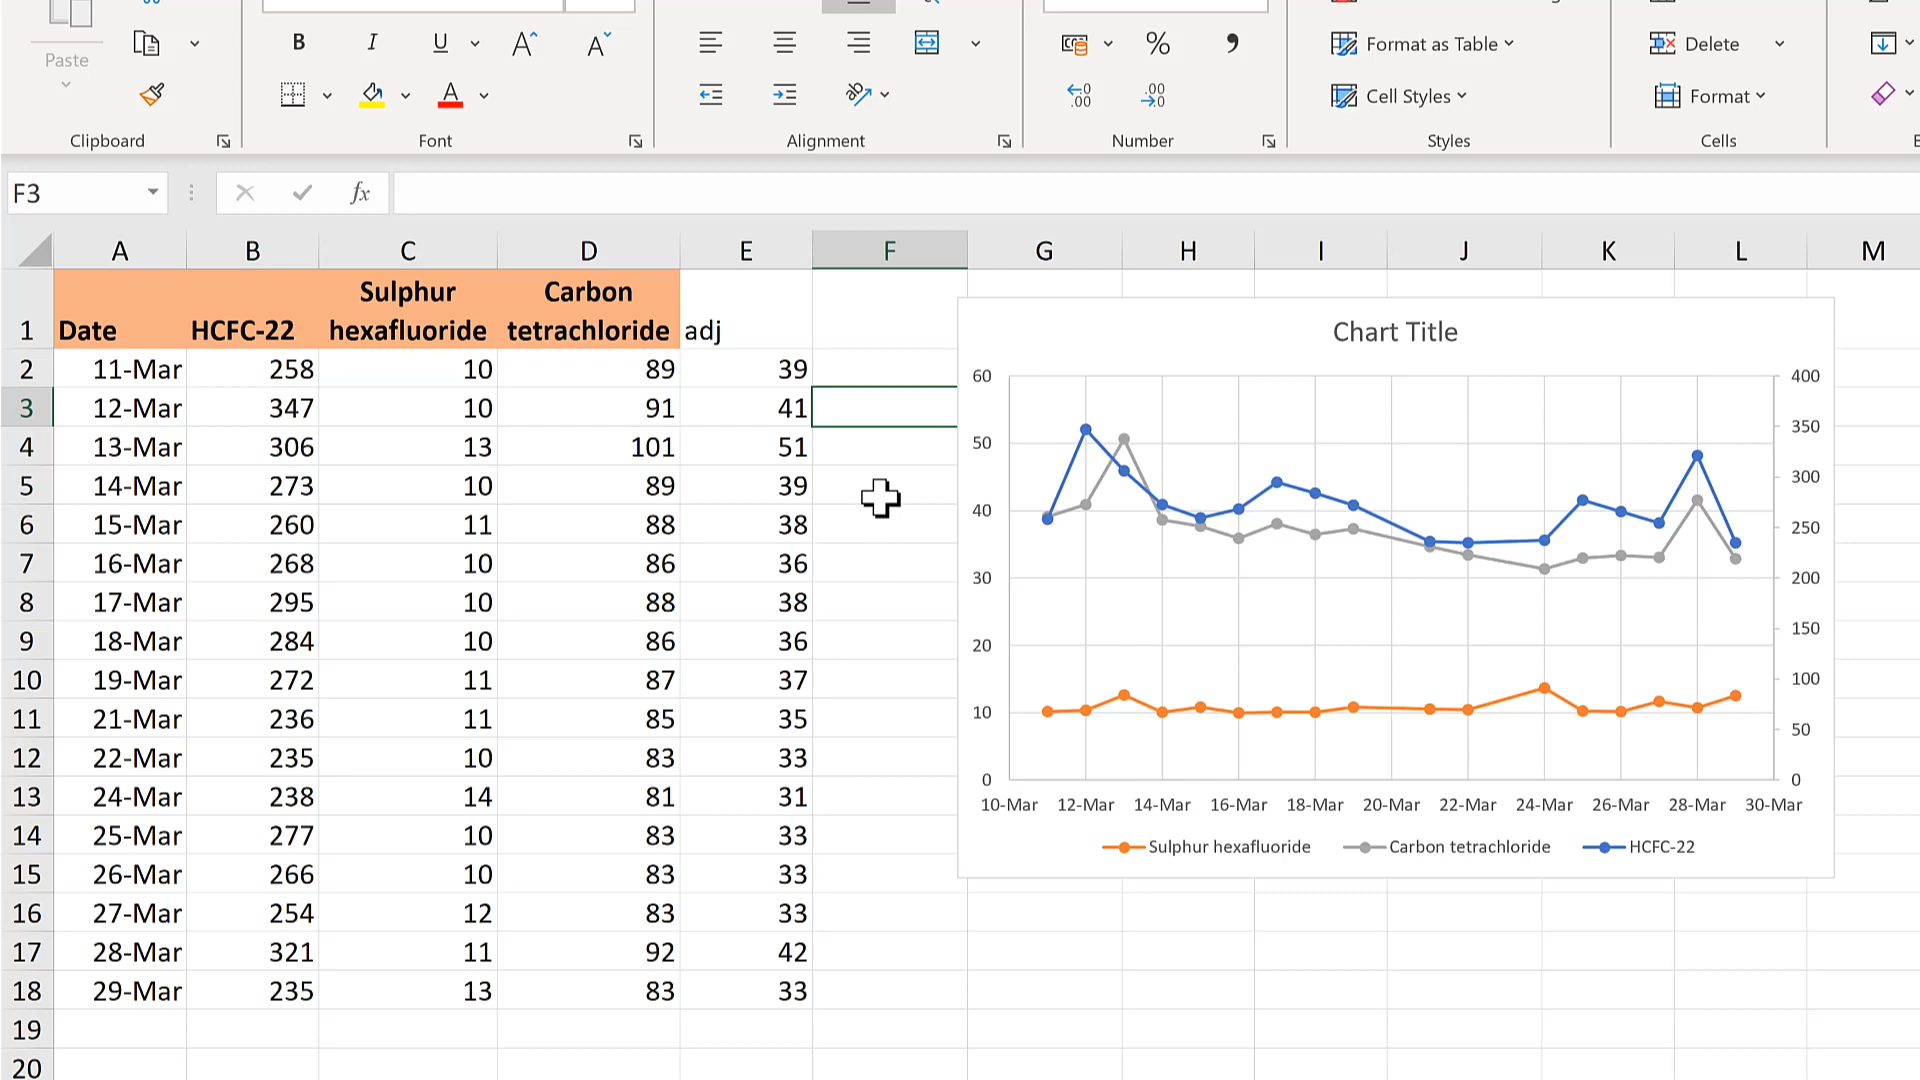 Paste
B I U A A A
% 9
.00 .00
Format as Table
Delete
Cell Styles
Format
Clipboard Font Alignment Number Styles Cells
F3 fx
A B C D E F G H I J K L M
1 Date HCFC-22 Sulphur hexafluoride Carbon tetrachloride adj
2 11-Mar 258 10 89 39
3 12-Mar 347 10 91 41
4 13-Mar 306 13 101 51
5 14-Mar 273 10 89 39
6 15-Mar 260 11 88 38
7 16-Mar 268 10 86 36
8 17-Mar 295 10 88 38
9 18-Mar 284 10 86 36
10 19-Mar 272 11 87 37
11 21-Mar 236 11 85 35
12 22-Mar 235 10 83 33
13 24-Mar 238 14 81 31
14 25-Mar 277 10 83 33
15 26-Mar 266 10 83 33
16 27-Mar 254 12 83 33
17 28-Mar 321 11 92 42
18 29-Mar 235 13 83 33
19
20
Chart Title
60 400
50 350
40 300
30 250
20 200
10 150
0 100
50
0
10-Mar 12-Mar 14-Mar 16-Mar 18-Mar 20-Mar 22-Mar 24-Mar 26-Mar 28-Mar 30-Mar
Sulphur hexafluoride Carbon tetrachloride HCFC-22